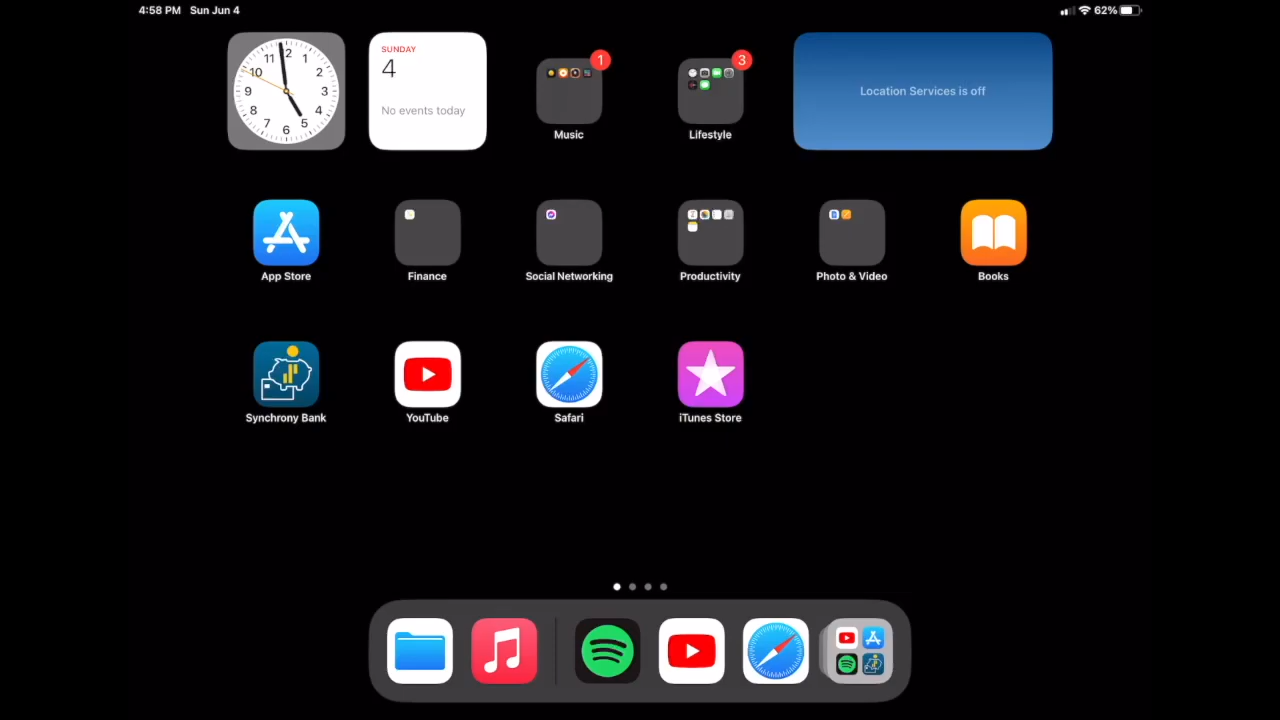 4:58 PM Sun Jun 4
62%
11 12 1
10 2
9 3
8 4
7 6 5
SUNDAY
4
No events today
1
Music
3
Lifestyle
Location Services is off
App Store
Finance
Social Networking
Productivity
Photo & Video
Books
Synchrony Bank
YouTube
Safari
iTunes Store